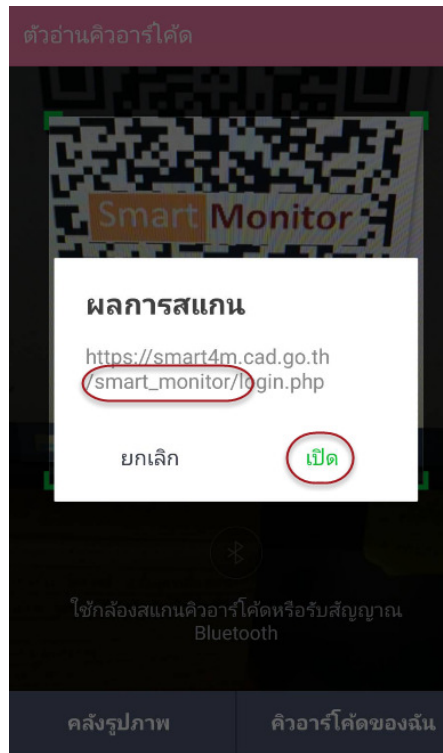 ตัวอ่านคิวอาร์โค้ด
Smart Monitor
ผลการสแกน
https://smart4m.cad.go.th
/smart_monitor/login.php
ยกเลิก
เปิด
ใช้กล้องสแกนคิวอาร์โค้ดหรือรับสัญญาณ
Bluetooth
คลังรูปภาพ
คิวอาร์โค้ดของฉัน